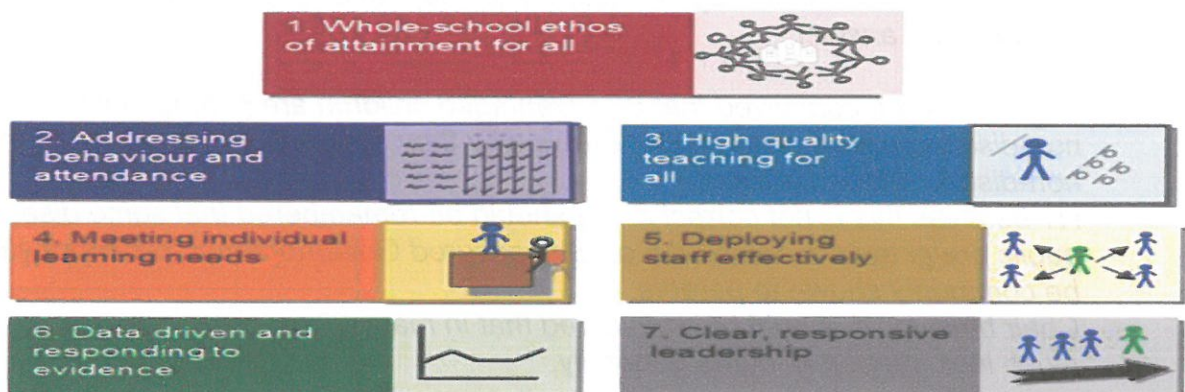 1. Whole-school ethos
of attainment for all
2. Addressing
behaviour and
attendance
3 High quality
teaching for
all
4. Meeting individual
learning needs
5. Deploying
staff effectively
6. Data driven and
responding to
evidence
7. Clear, responsive
leadership